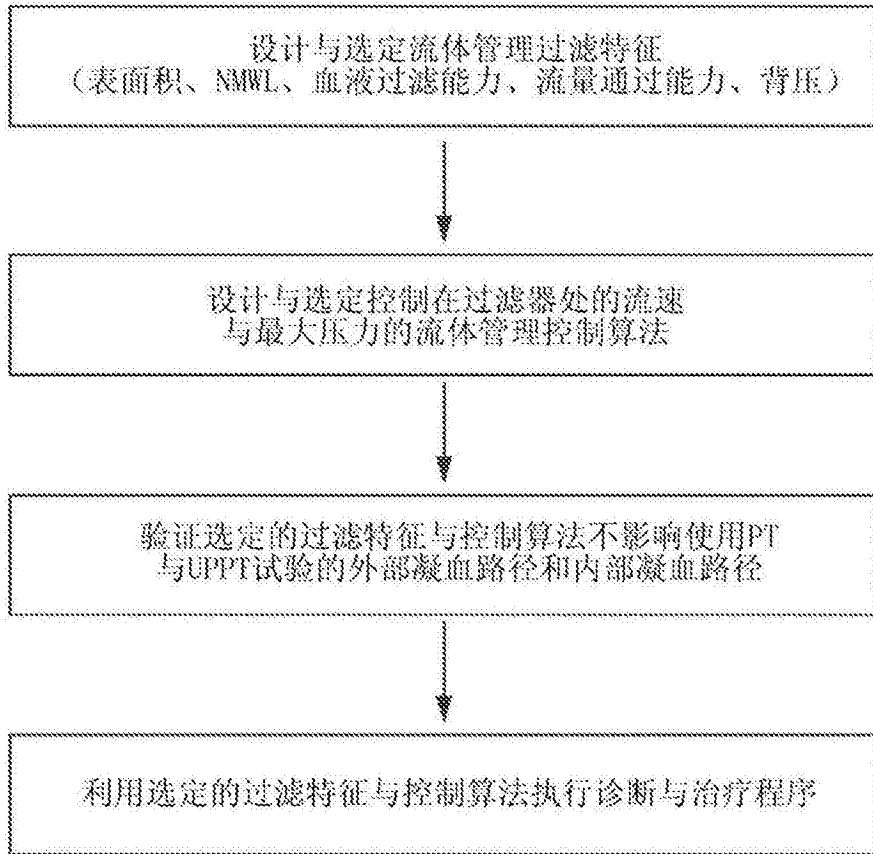 设计与选定流体管理过滤特征
（表面积、NMWL、血液过滤能力、流量通过能力、背压）
设计与选定控制在过滤器处的流速
与最大压力的流体管理控制算法
验证选定的过滤特征与控制算法不影响使用PT
与UPPT试验的外部凝血路径和内部凝血路径
利用选定的过滤特征与控制算法执行诊断与治疗程序